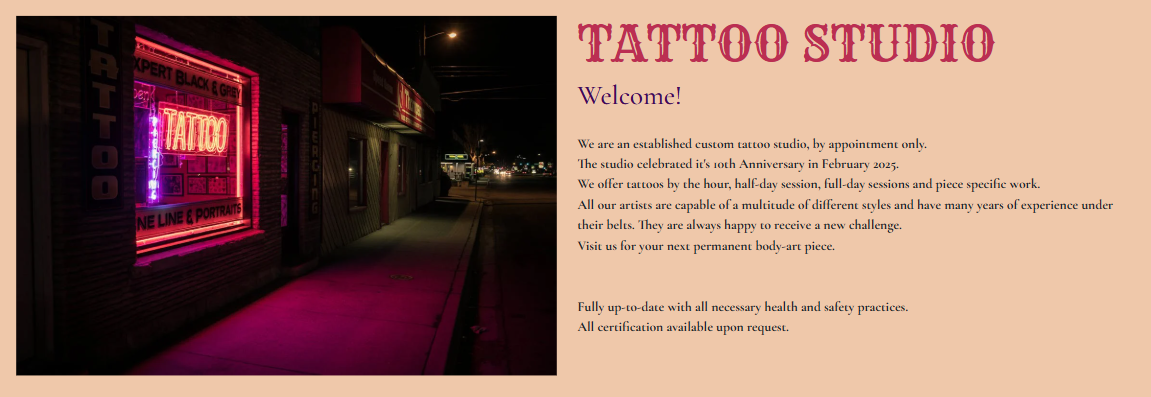 TATTOO
XPERT BLACK & GREY
TATTOO
NE LINE & PORTRAITS
PIERCING
TATTOO STUDIO
Welcome!
We are an established custom tattoo studio, by appointment only.
The studio celebrated it's 10th Anniversary in February 2025.
We offer tattoos by the hour, half-day session, full-day sessions and piece specific work.
All our artists are capable of a multitude of different styles and have many years of experience under
their belts. They are always happy to receive a new challenge.
Visit us for your next permanent body-art piece.
Fully up-to-date with all necessary health and safety practices.
All certification available upon request.